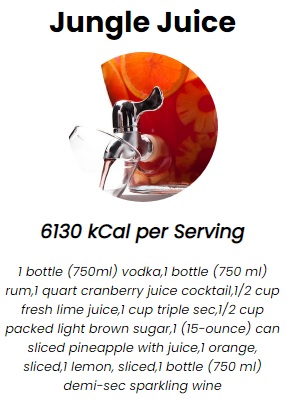 Jungle Juice
6130 kCal per Serving
1 bottle (750ml) vodka,1 bottle (750 ml)
rum,1 quart cranberry juice cocktail,1/2 cup
fresh lime juice,1 cup triple sec,1/2 cup
packed light brown sugar,1 (15-ounce) can
sliced pineapple with juice,1 orange,
sliced,1 lemon, sliced,1 bottle (750 ml)
demi-sec sparkling wine